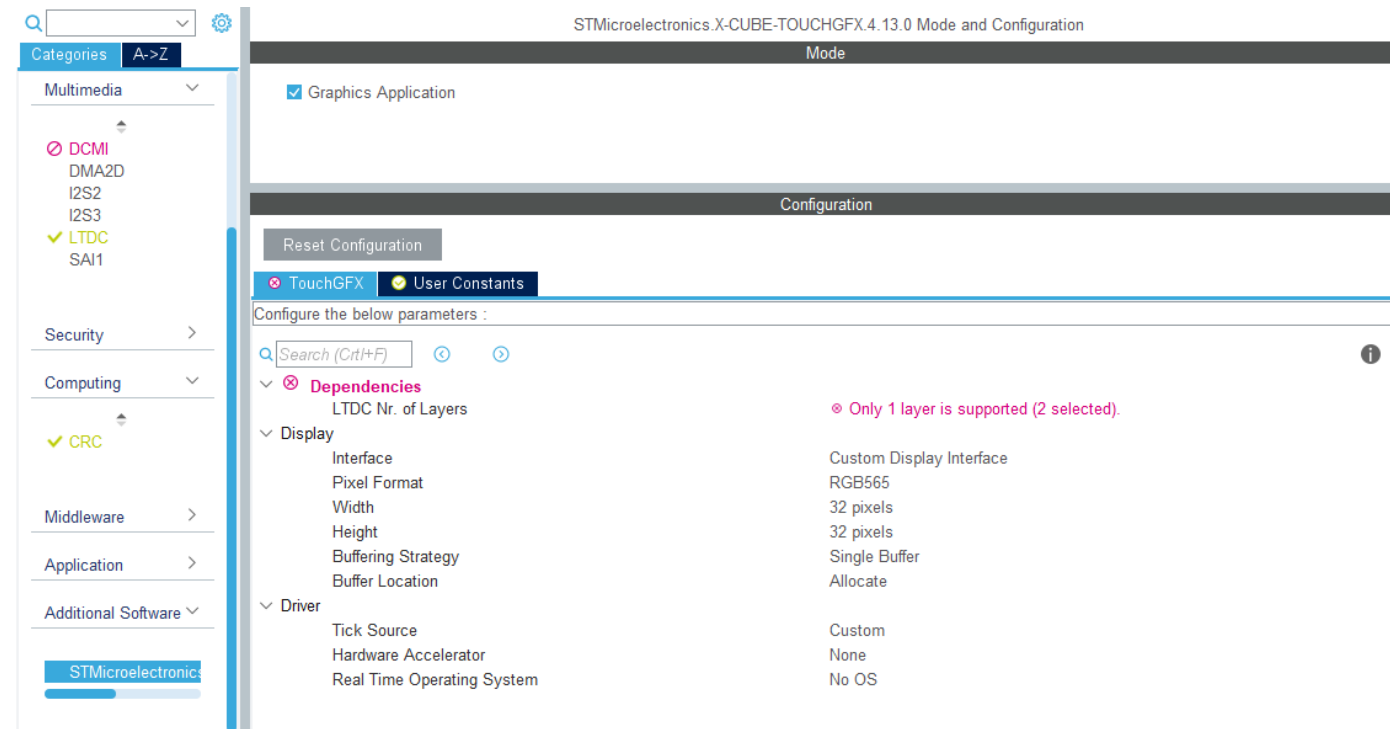 STMicroelectronics.X-CUBE-TOUCHGFX.4.13.0 Mode and Configuration
Categories A->Z
Mode
Multimedia
Graphics Application
DCMI
DMA2D
I2S2
I2S3
LTDC
SAI1
Configuration
Reset Configuration
TouchGFX User Constants
Configure the below parameters :
Search (Crtl+F)
Security
Computing
CRC
Middleware
Application
Additional Software
STMicroelectronics
Dependencies
LTDC Nr. of Layers Only 1 layer is supported (2 selected).
Display
Interface Custom Display Interface
Pixel Format RGB565
Width 32 pixels
Height 32 pixels
Buffering Strategy Single Buffer
Buffer Location Allocate
Driver
Tick Source Custom
Hardware Accelerator None
Real Time Operating System No OS